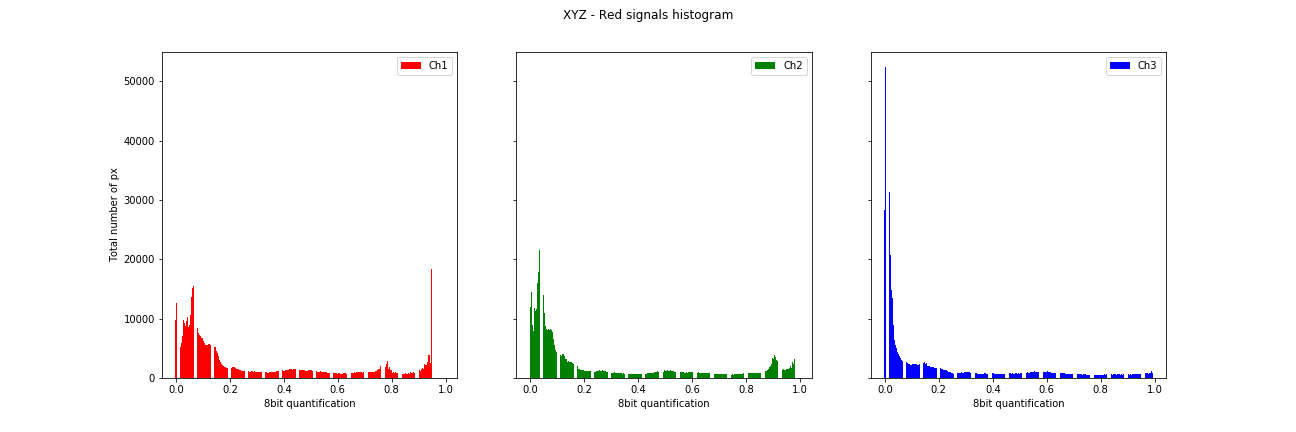 XYZ - Red signals histogram
Ch1
Ch2
Ch3
50000
40000
30000
20000
10000
0
Total number of px
0.0 0.2 0.4 0.6 0.8 1.0
0.0 0.2 0.4 0.6 0.8 1.0
0.0 0.2 0.4 0.6 0.8 1.0
8bit quantification
8bit quantification
8bit quantification